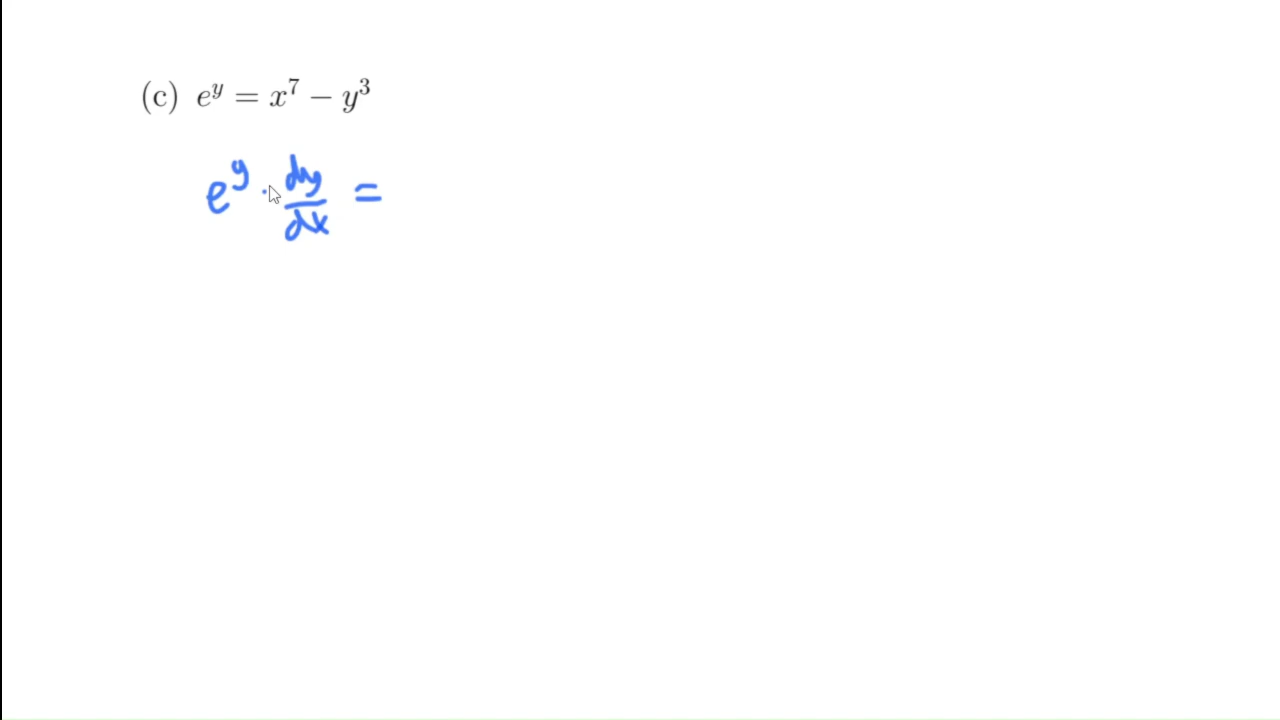 (c) e^y = x^7 − y^3
e^y · dy/dx =